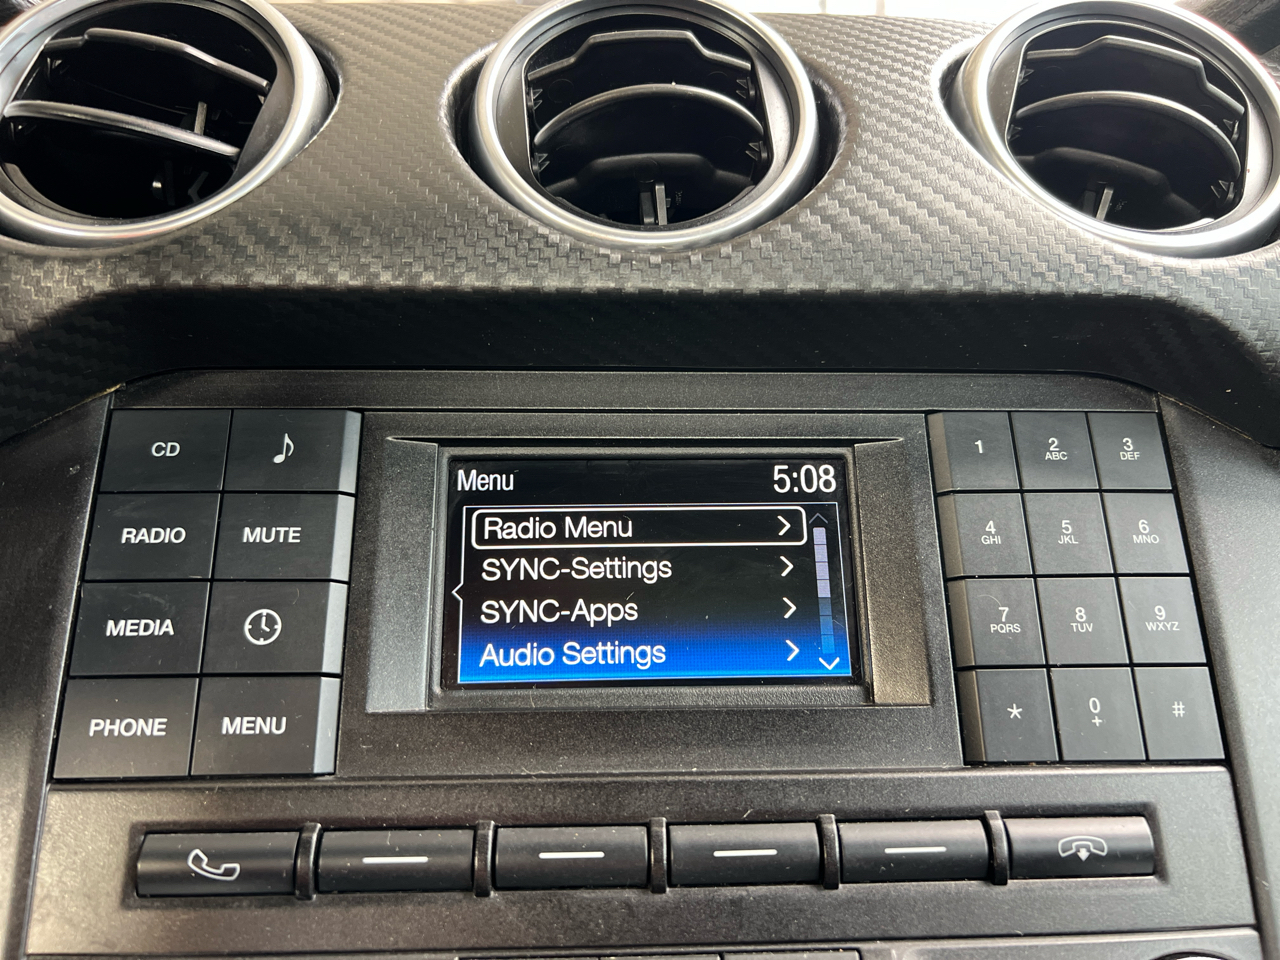 Menu 5:08
Radio Menu
SYNC-Settings
SYNC-Apps
Audio Settings
CD
RADIO MUTE
MEDIA
PHONE MENU
1 2 ABC 3 DEF
4 GHI 5 JKL 6 MNO
7 PQRS 8 TUV 9 WXYZ
* 0 + #